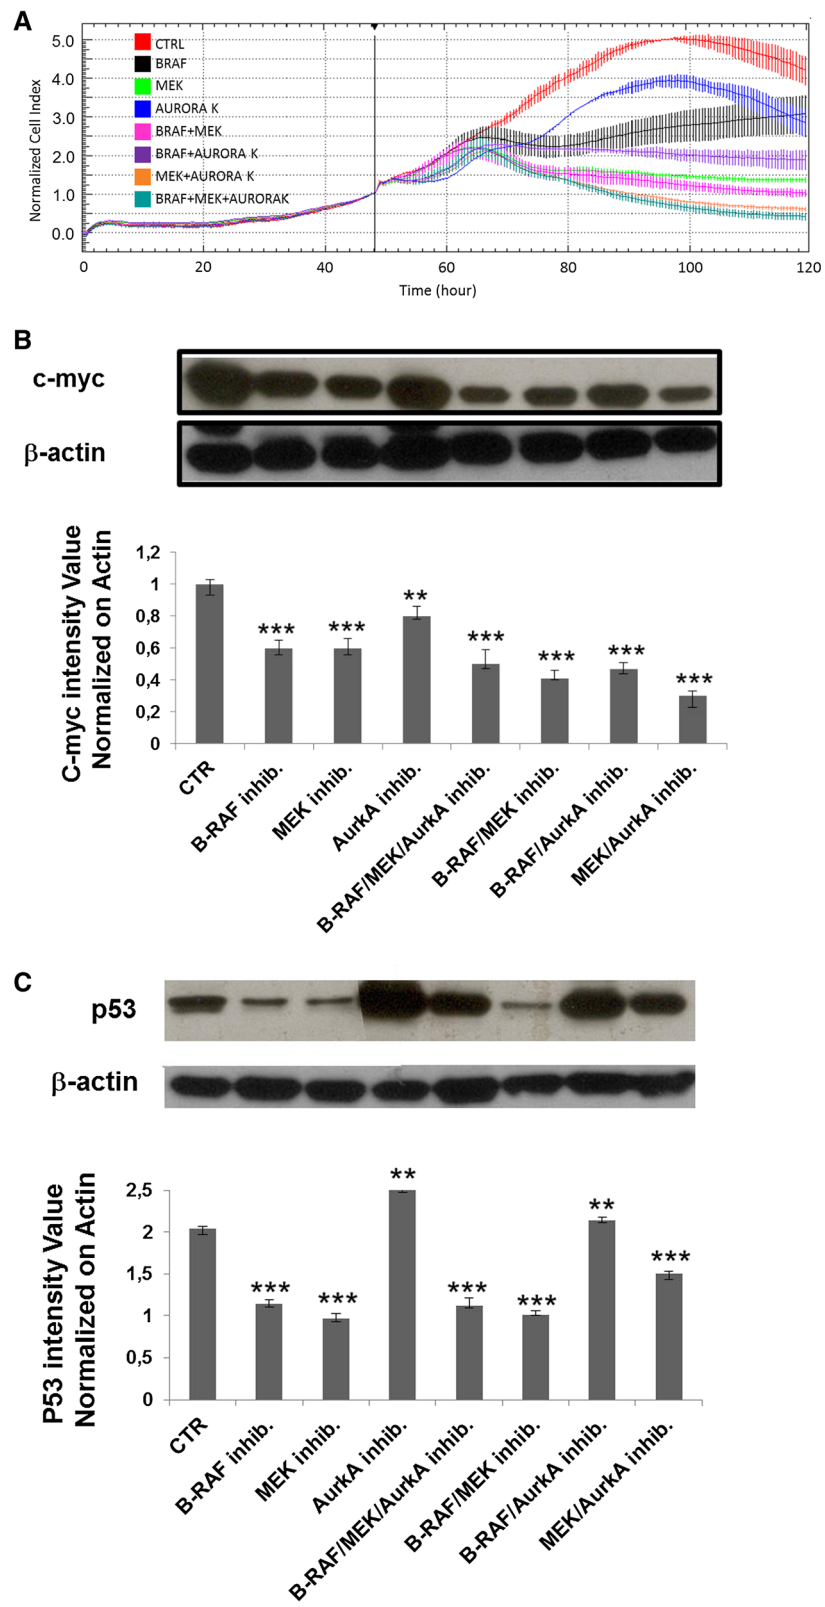 A
Normalized Cell Index
5.0
4.0
3.0
2.0
1.0
0.0
CTRL
BRAF
MEK
AURORA K
BRAF+MEK
BRAF+AURORA K
MEK+AURORA K
BRAF+MEK+AURORAK
0 20 40 60 80 100 120
Time (hour)
B
c-myc
β-actin
C-myc intensity Value
Normalized on Actin
1,2
1
0,8
0,6
0,4
0,2
0
*** *** ** *** *** *** ***
CTR
B-RAF inhib.
MEK inhib.
AurkA inhib.
B-RAF/MEK/AurkA inhib.
B-RAF/MEK inhib.
B-RAF/AurkA inhib.
MEK/AurkA inhib.
C
p53
β-actin
P53 intensity Value
Normalized on Actin
2,5
2
1,5
1
0,5
0
*** *** ** *** *** ** ***
CTR
B-RAF inhib.
MEK inhib.
AurkA inhib.
B-RAF/MEK/AurkA inhib.
B-RAF/MEK inhib.
B-RAF/AurkA inhib.
MEK/AurkA inhib.